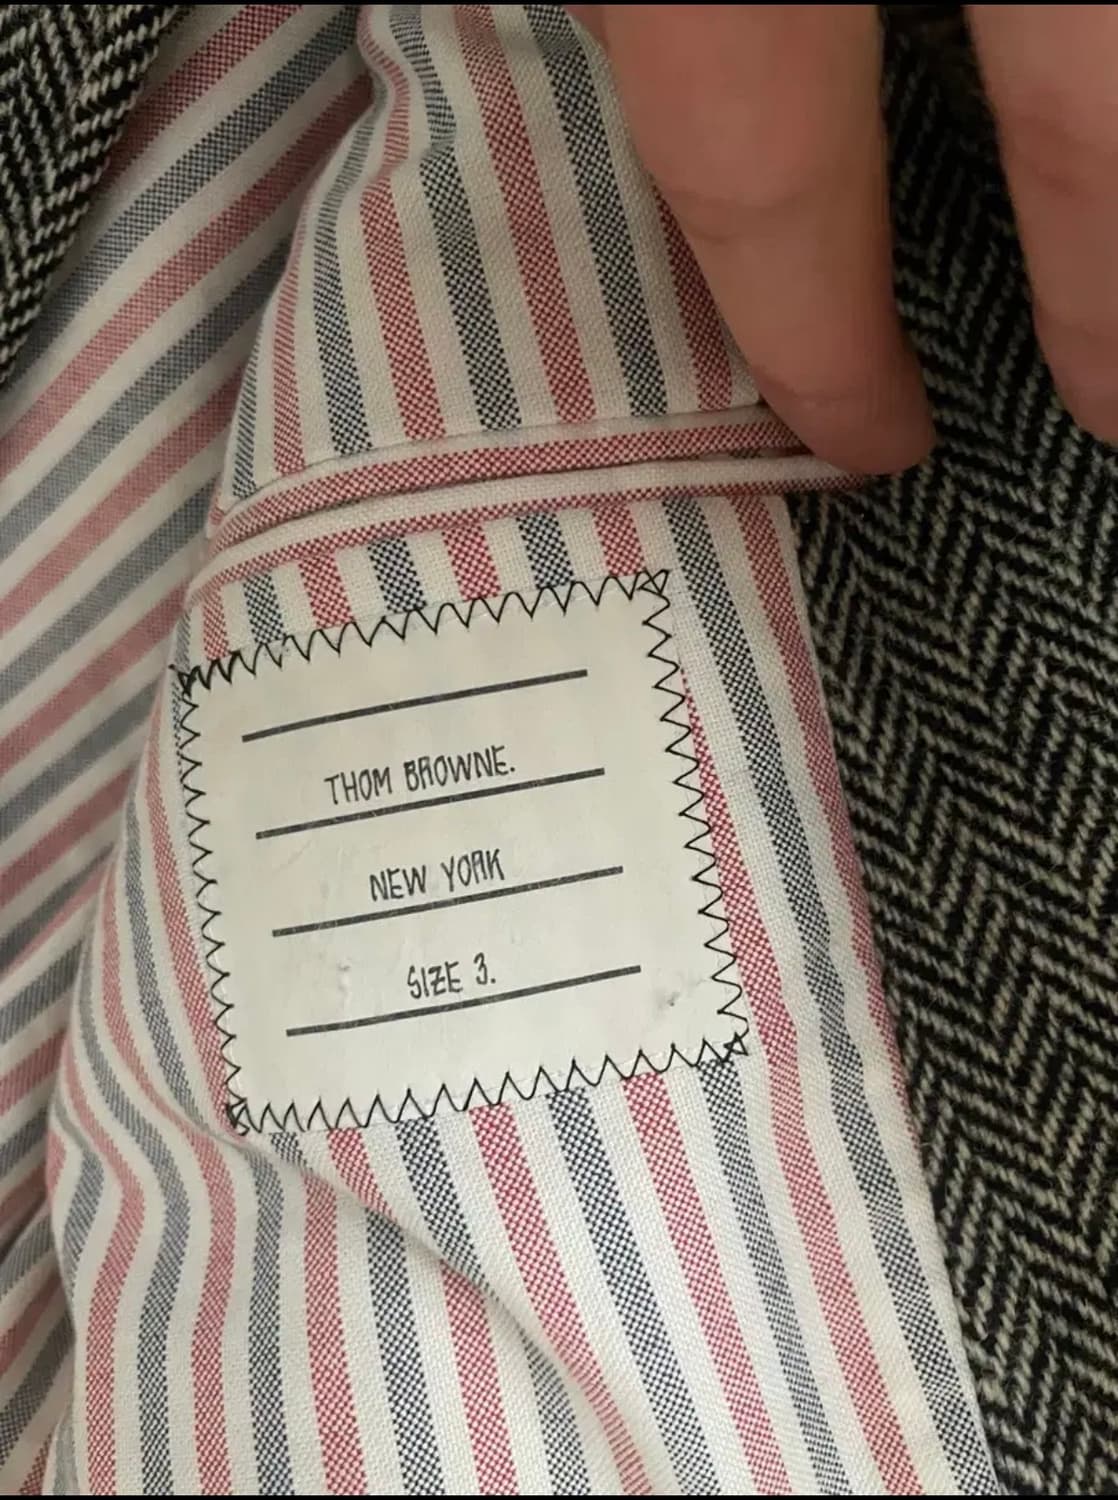 THOM BROWNE.
NEW YORK
SIZE 3.